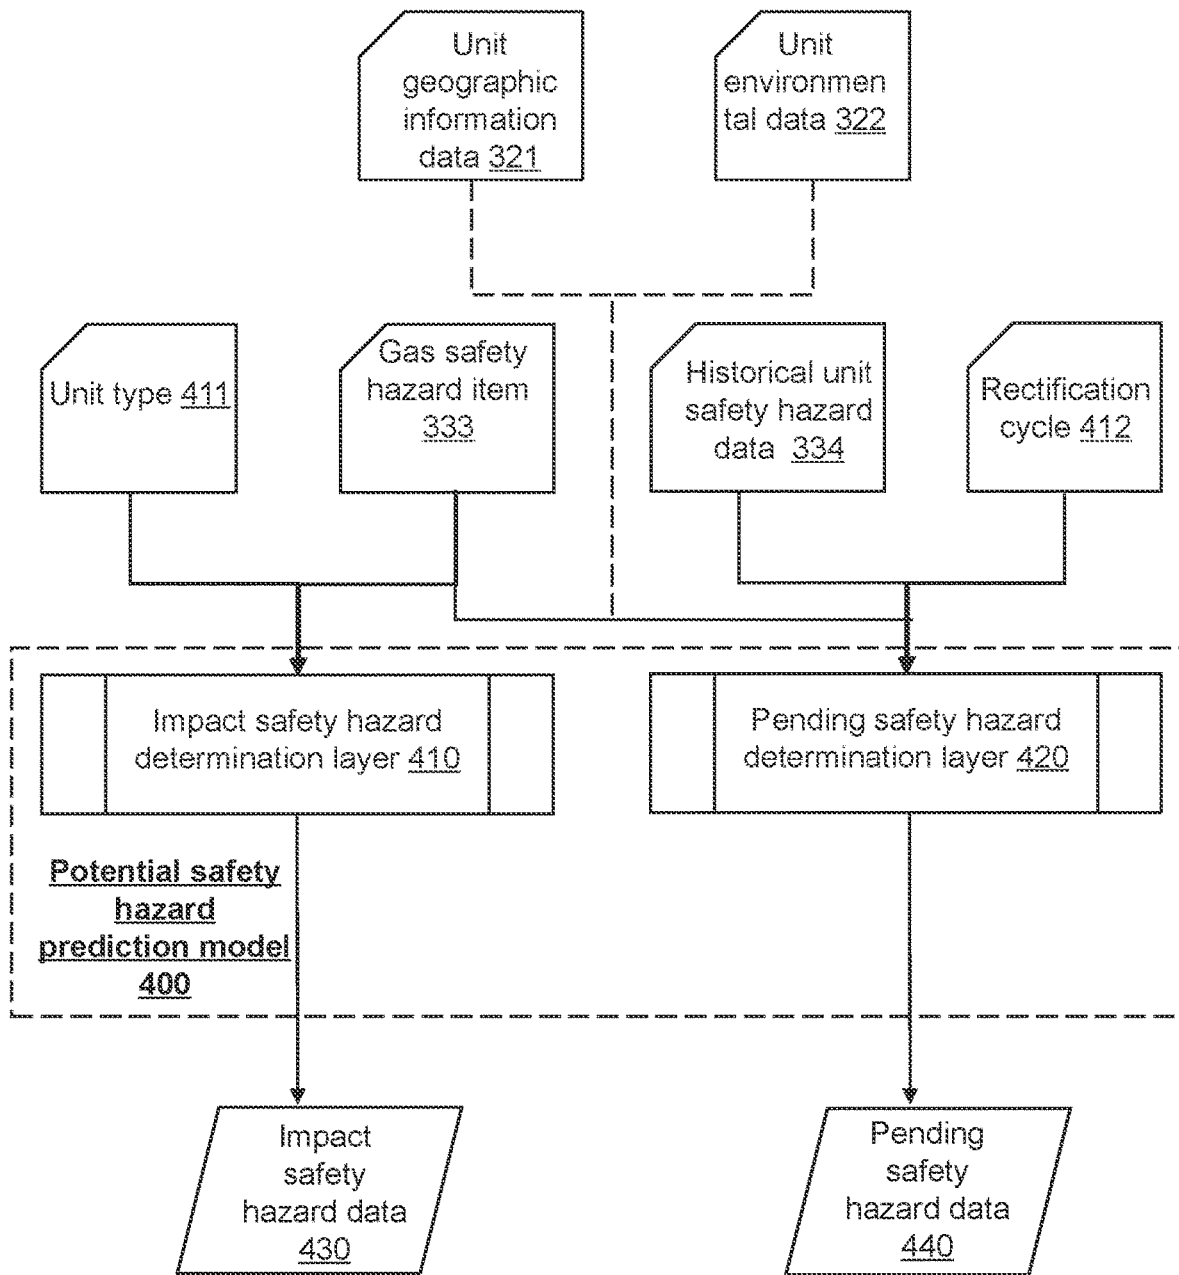 Unit
geographic
information
data 321
Unit
environmen
tal data 322
Unit type 411
Gas safety
hazard item
333
Historical unit
safety hazard
data 334
Rectification
cycle 412
Impact safety hazard
determination layer 410
Pending safety hazard
determination layer 420
Potential safety
hazard
prediction model
400
Impact
safety
hazard data
430
Pending
safety
hazard data
440